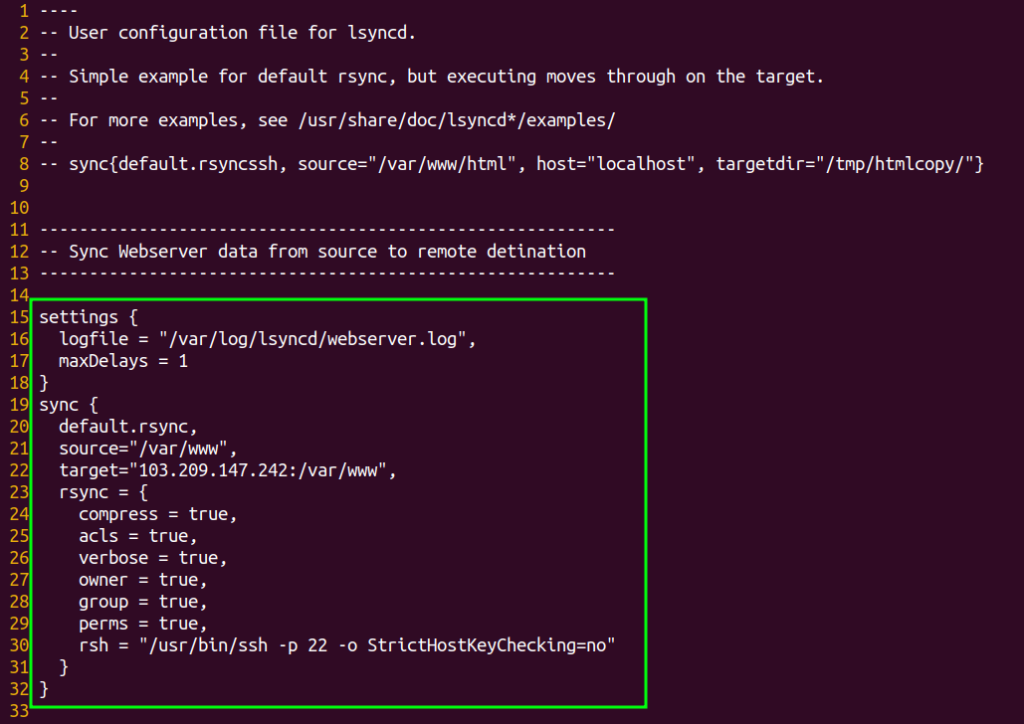 1 ----
2 -- User configuration file for lsyncd.
3 --
4 -- Simple example for default rsync, but executing moves through on the target.
5 --
6 -- For more examples, see /usr/share/doc/lsyncd*/examples/
7 --
8 -- sync{default.rsyncssh, source="/var/www/html", host="localhost", targetdir="/tmp/htmlcopy/"}
9
10
11 ----------------------------------------------------------
12 -- Sync Webserver data from source to remote detination
13 ----------------------------------------------------------
14
15 settings {
16   logfile = "/var/log/lsyncd/webserver.log",
17   maxDelays = 1
18 }
19 sync {
20   default.rsync,
21   source="/var/www",
22   target="103.209.147.242:/var/www",
23   rsync = {
24     compress = true,
25     acls = true,
26     verbose = true,
27     owner = true,
28     group = true,
29     perms = true,
30     rsh = "/usr/bin/ssh -p 22 -o StrictHostKeyChecking=no"
31   }
32 }
33